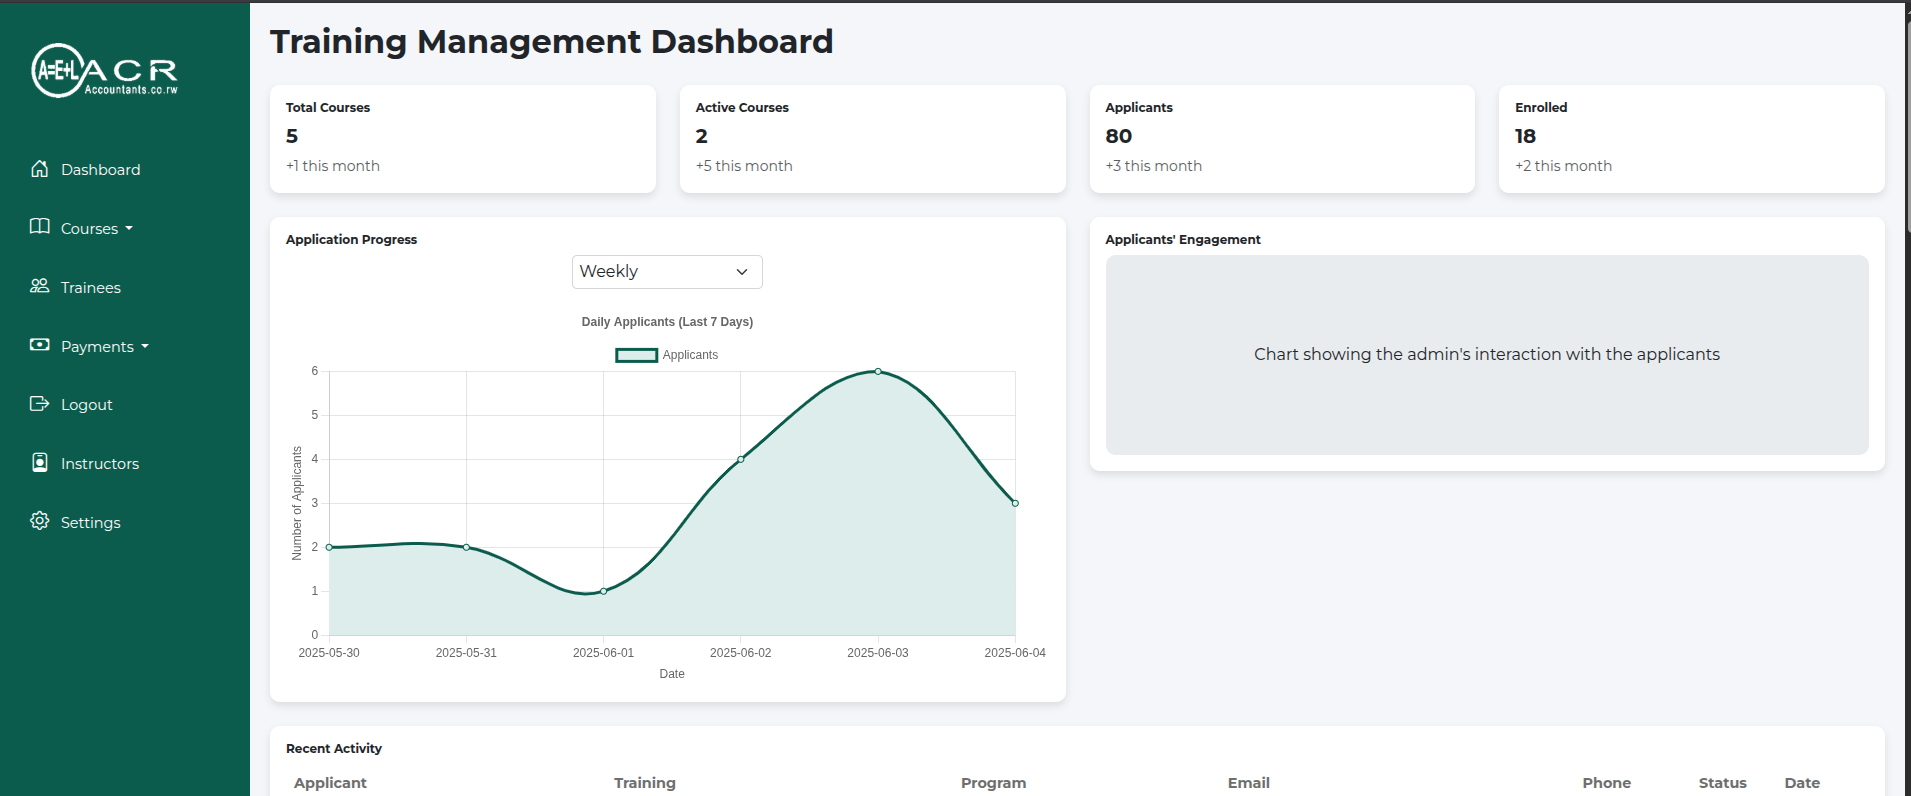 Training Management Dashboard
A=E+L ACR
Accountants.co.rw
Dashboard
Courses
Trainees
Payments
Logout
Instructors
Settings
Total Courses
5
+1 this month
Active Courses
2
+5 this month
Applicants
80
+3 this month
Enrolled
18
+2 this month
Application Progress
Weekly
Daily Applicants (Last 7 Days)
Applicants
Number of Applicants
6
5
4
3
2
1
0
2025-05-30 2025-05-31 2025-06-01 2025-06-02 2025-06-03 2025-06-04
Date
Applicants' Engagement
Chart showing the admin's interaction with the applicants
Recent Activity
Applicant Training Program Email Phone Status Date